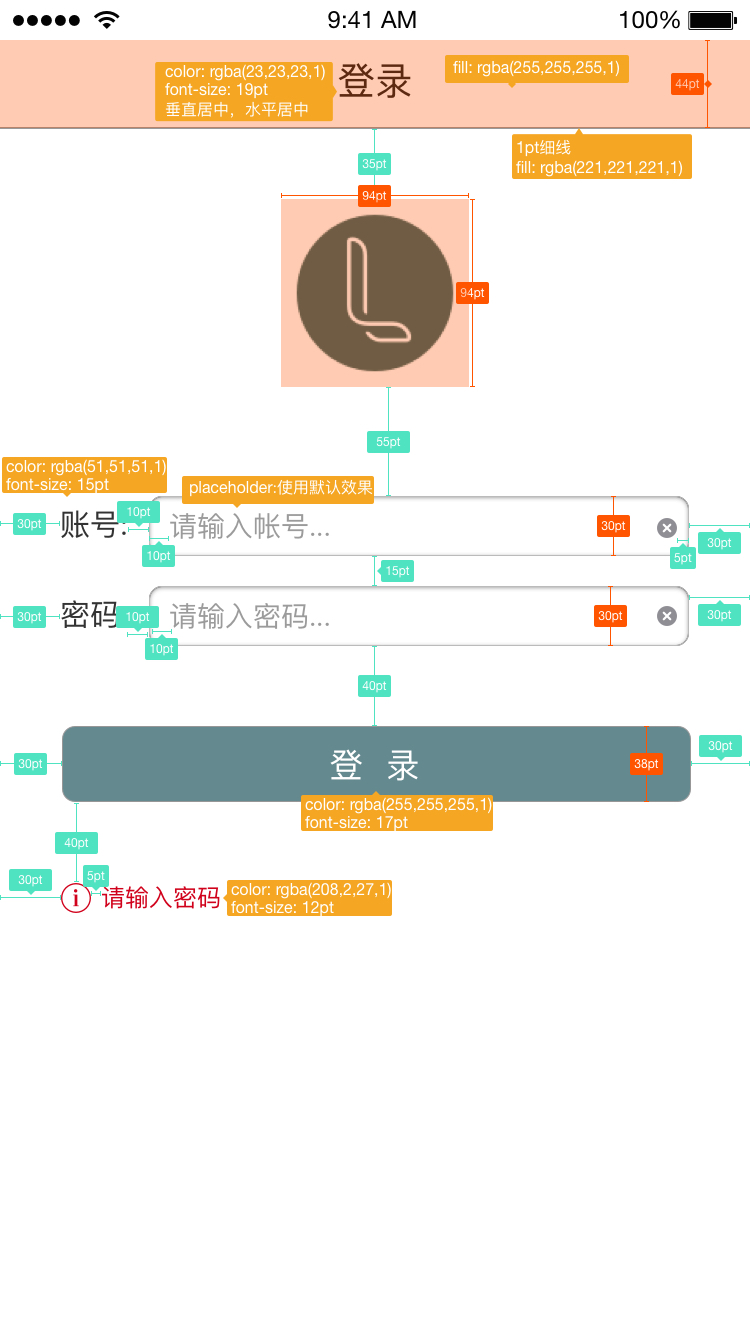 9:41 AM
100%
color: rgba(23,23,23,1)
font-size: 19pt
垂直居中，水平居中
登录
fill: rgba(255,255,255,1)
44pt
1pt细线
fill: rgba(221,221,221,1)
35pt
94pt
94pt
55pt
color: rgba(51,51,51,1)
font-size: 15pt
placeholder:使用默认效果
30pt
账号:
10pt
请输入帐号...
30pt
30pt
10pt
5pt
15pt
30pt
密码
10pt
请输入密码...
30pt
30pt
10pt
40pt
30pt
登 录
38pt
30pt
color: rgba(255,255,255,1)
font-size: 17pt
40pt
30pt
5pt
i
请输入密码
color: rgba(208,2,27,1)
font-size: 12pt